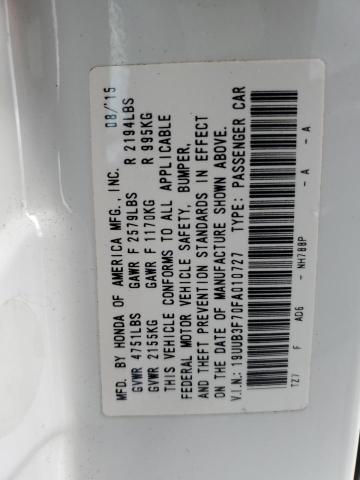 MFD. BY HONDA OF AMERICA MFG., INC. 08/'15
GVWR 4751LBS GAWR F 2579LBS R 2194LBS
GVWR 2155KG GAWR F 1170KG R 995KG
THIS VEHICLE CONFORMS TO ALL APPLICABLE
FEDERAL MOTOR VEHICLE SAFETY, BUMPER,
AND THEFT PREVENTION STANDARDS IN EFFECT
ON THE DATE OF MANUFACTURE SHOWN ABOVE.
V.I.N.: 19UUB3F70FA010727 TYPE: PASSENGER CAR
TZ7 F AD6 - A - A
NH788P